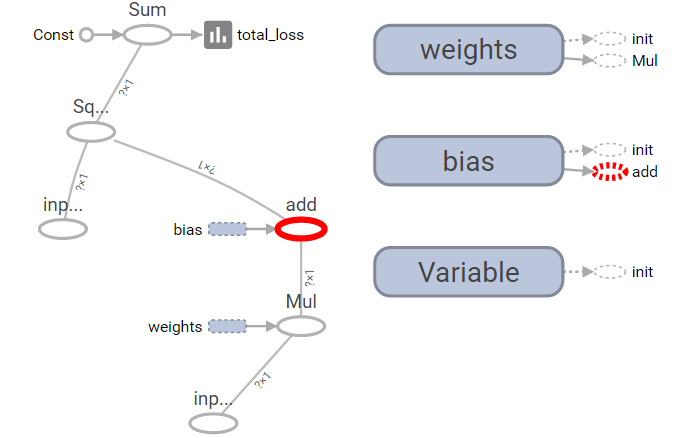 Sum
Const
total_loss
?×1
Sq...
?×1
?×1
inp...
add
bias
?×1
Mul
weights
?×1
inp...
weights
init
Mul
bias
init
add
Variable
init